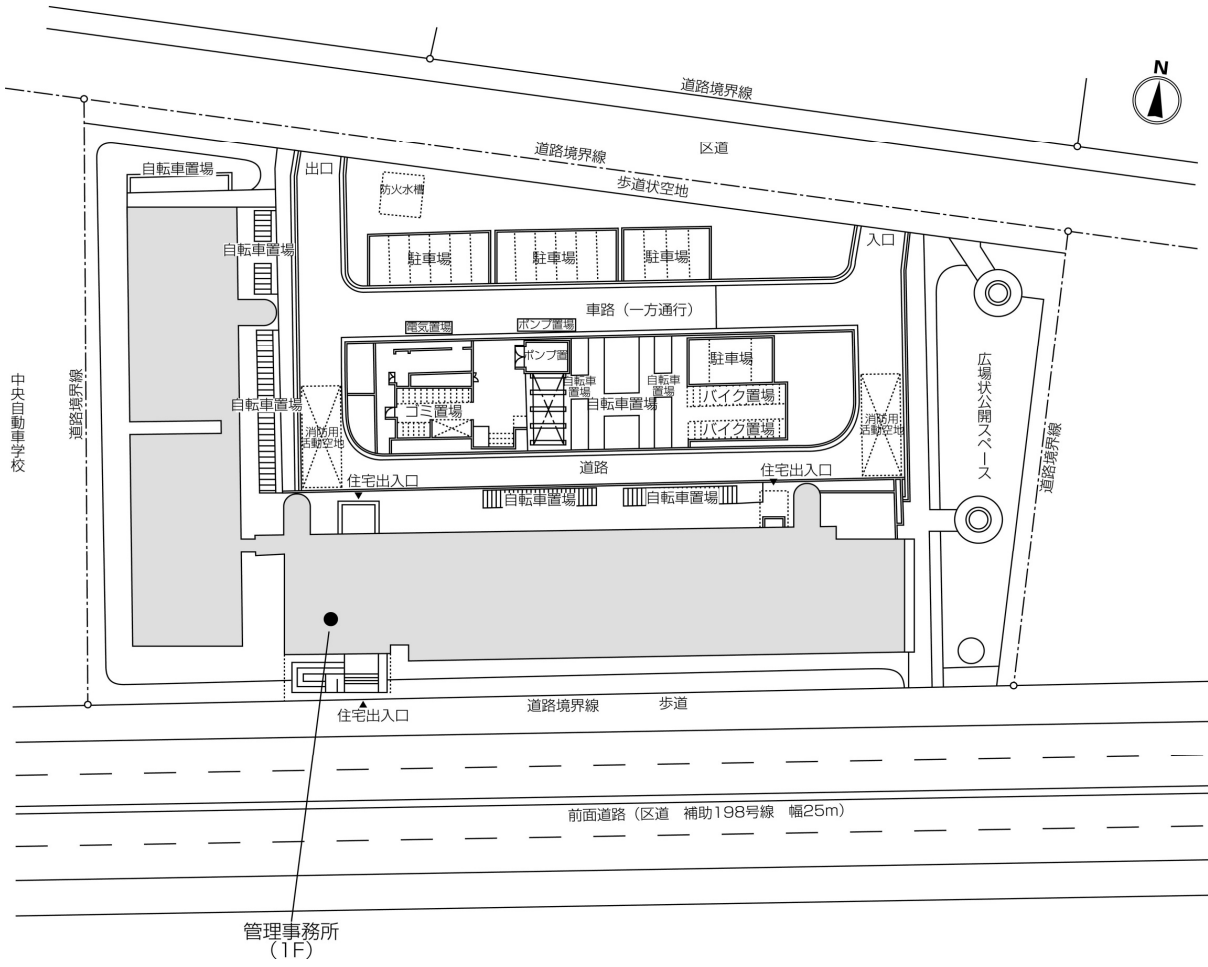 道路境界線
N
区道
道路境界線
歩道状空地
自転車置場
出口
防火水槽
入口
自転車置場
駐車場
駐車場
駐車場
車路（一方通行）
電気置場
ポンプ置場
ポンプ置
駐車場
自転車
置場
自転車
置場
自転車置場
バイク置場
バイク置場
ゴミ置場
自転車置場
消防用
活動空地
消防用
活動空地
広場状公開スペース
道路境界線
中央自動車学校
道路境界線
道路
住宅出入口
住宅出入口
自転車置場
自転車置場
住宅出入口
道路境界線
歩道
前面道路（区道　補助198号線　幅25m）
管理事務所
（1F）